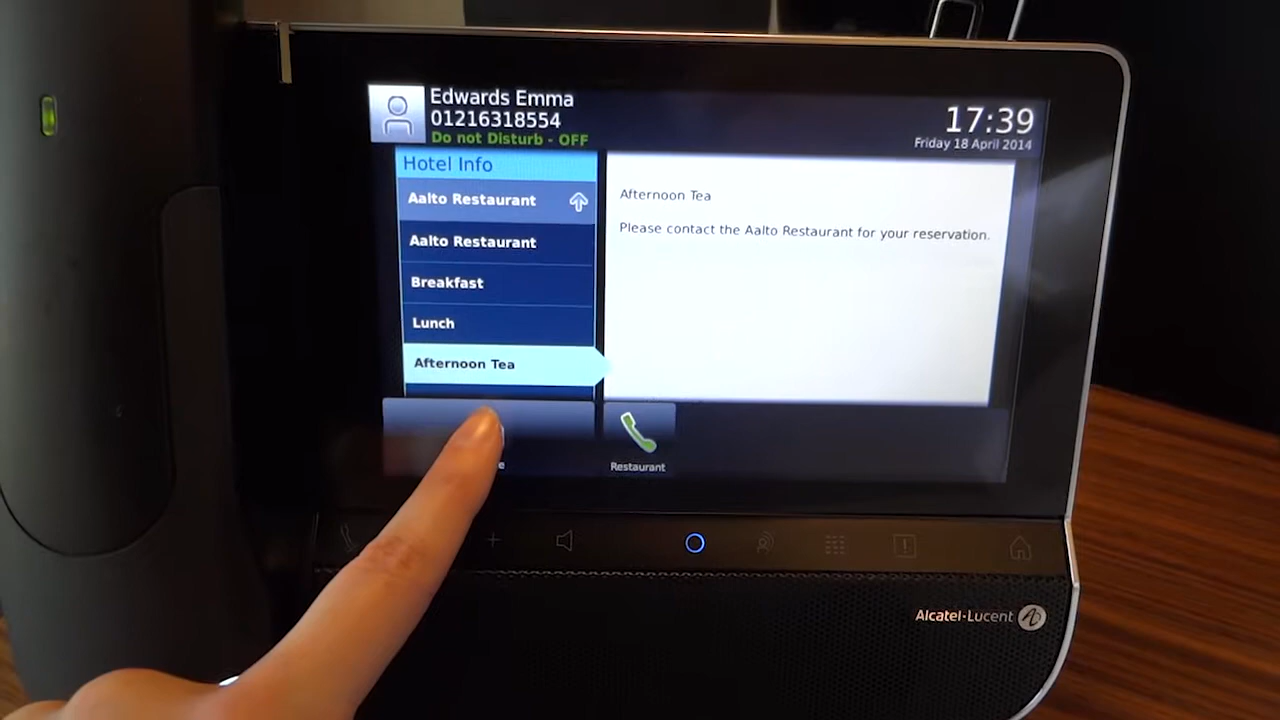 Edwards Emma
01216318554
Do not Disturb - OFF
17:39
Friday 18 April 2014
Hotel Info
Aalto Restaurant
Aalto Restaurant
Breakfast
Lunch
Afternoon Tea
Afternoon Tea
Please contact the Aalto Restaurant for your reservation.
Restaurant
Alcatel·Lucent